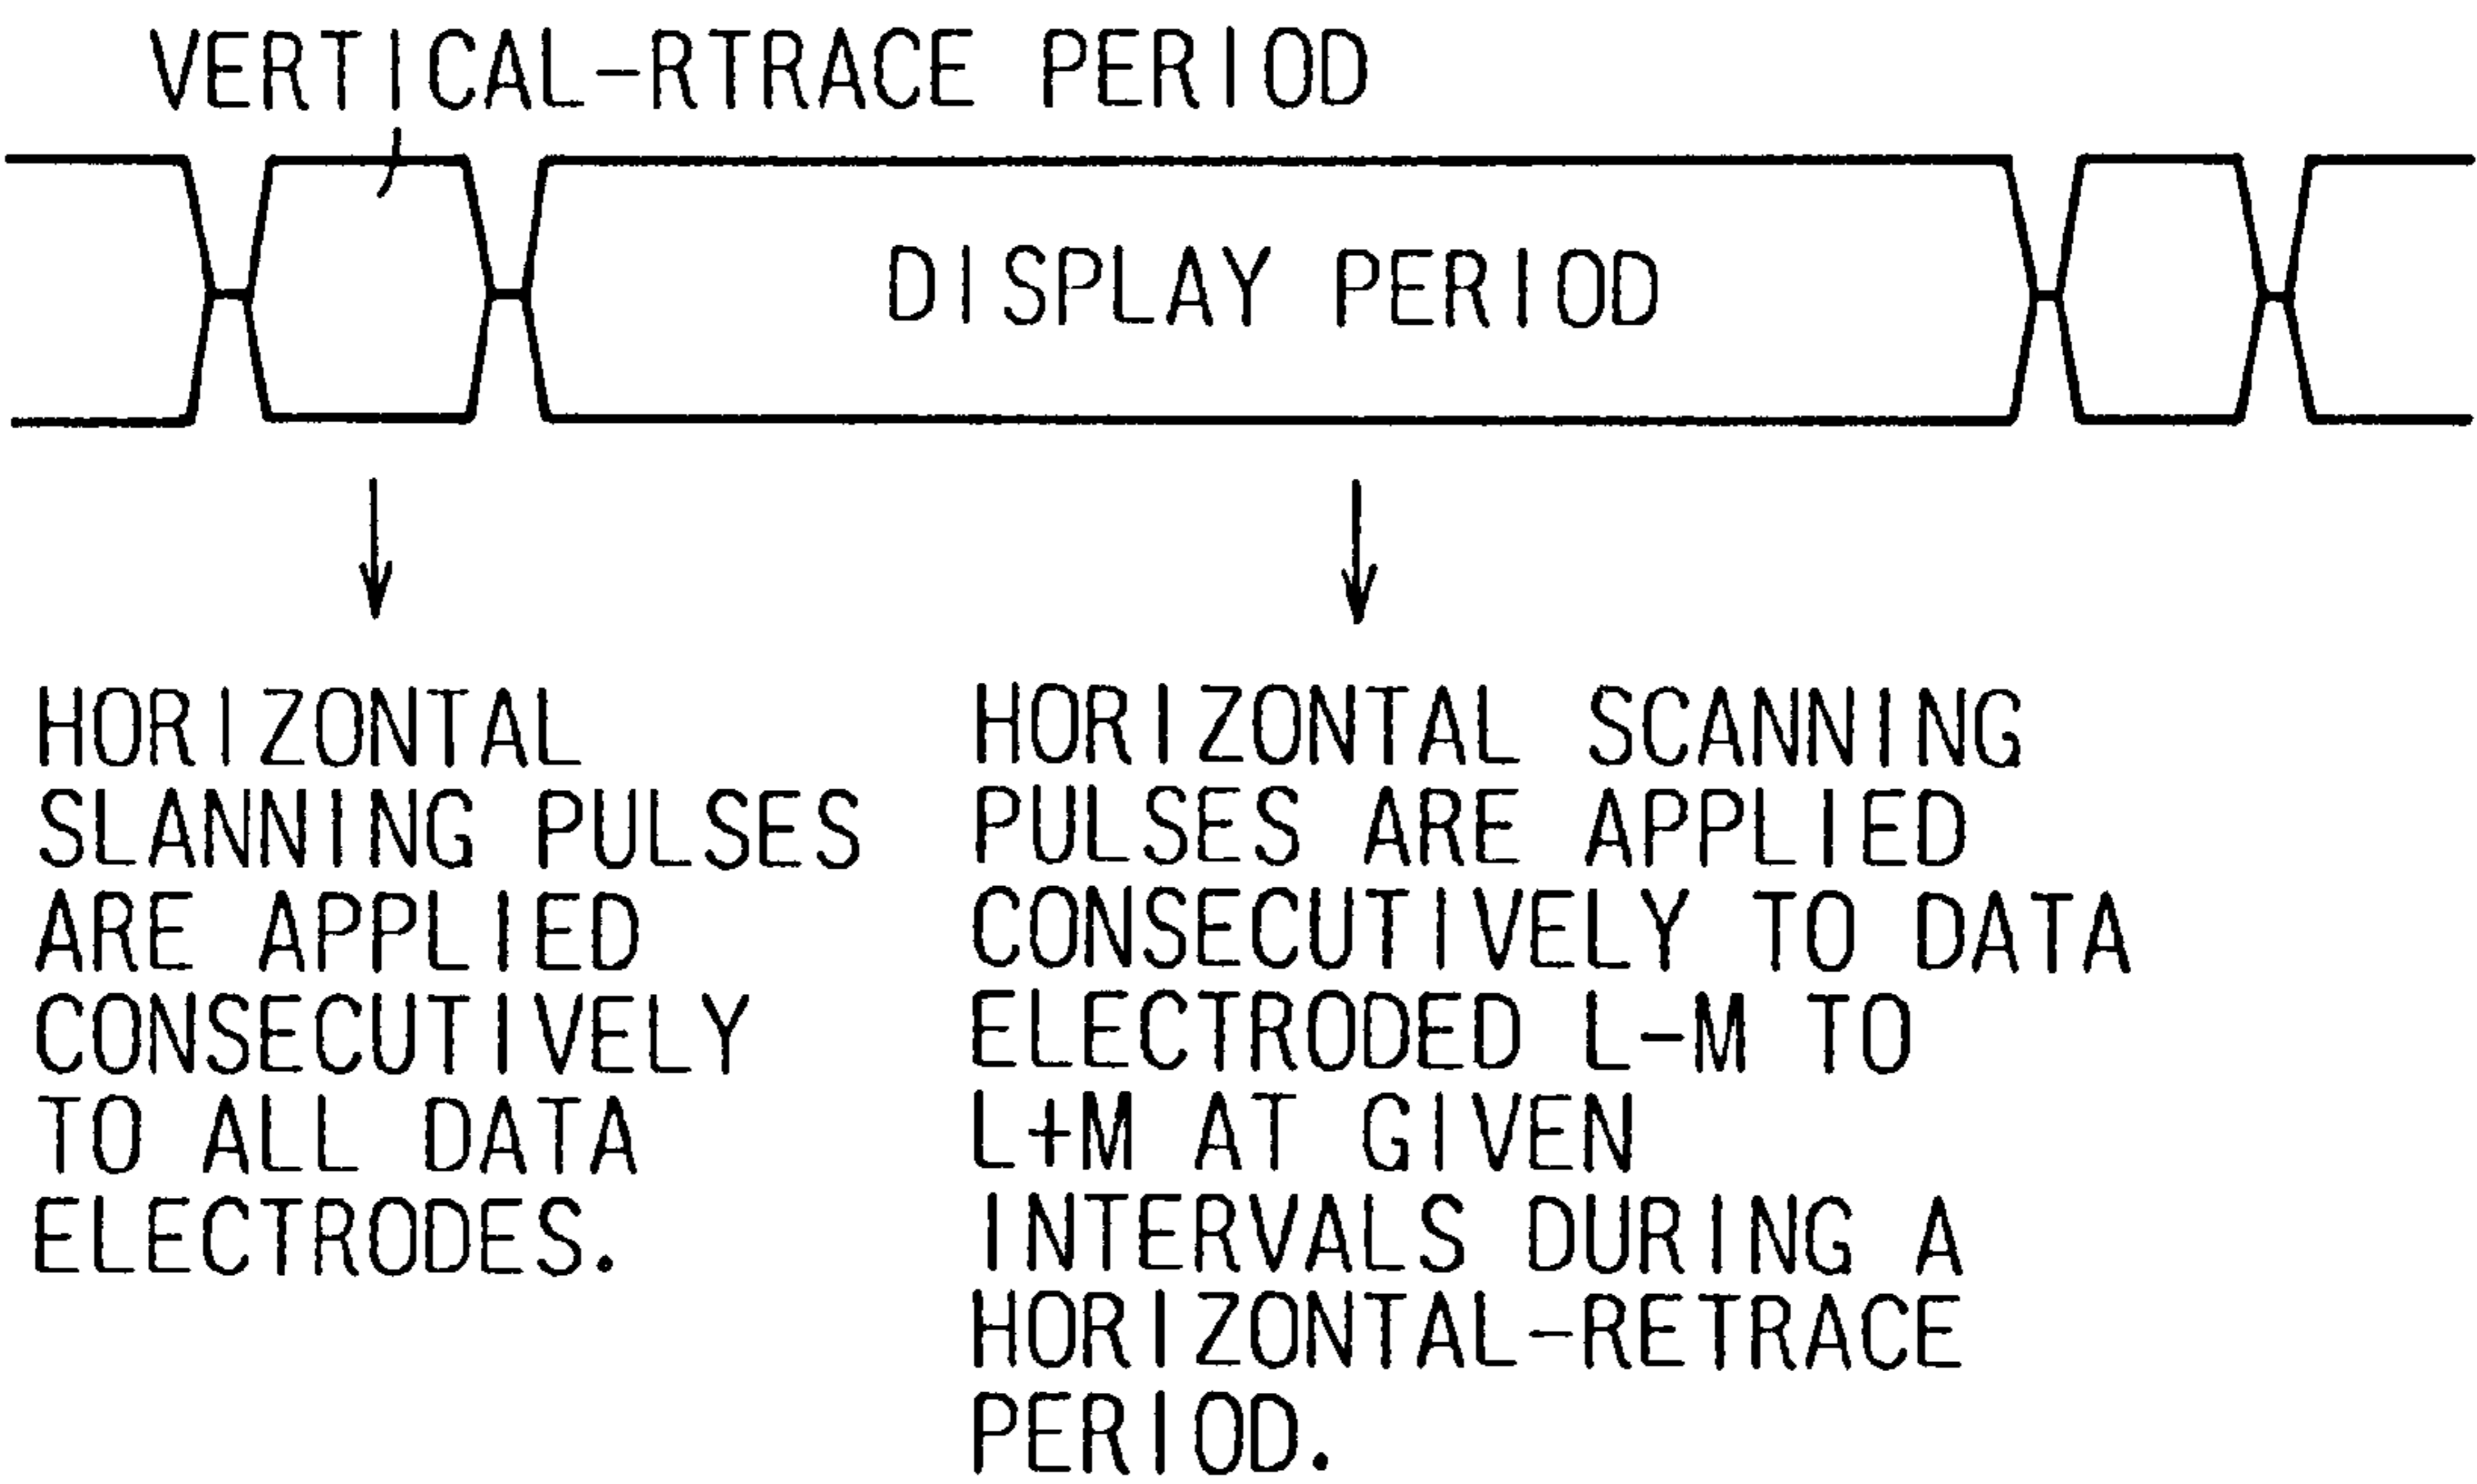 VERTICAL-RTRACE PERIOD
DISPLAY PERIOD
HORIZONTAL
SLANNING PULSES
ARE APPLIED
CONSECUTIVELY
TO ALL DATA
ELECTRODES.
HORIZONTAL SCANNING
PULSES ARE APPLIED
CONSECUTIVELY TO DATA
ELECTRODED L-M TO
L+M AT GIVEN
INTERVALS DURING A
HORIZONTAL-RETRACE
PERIOD.